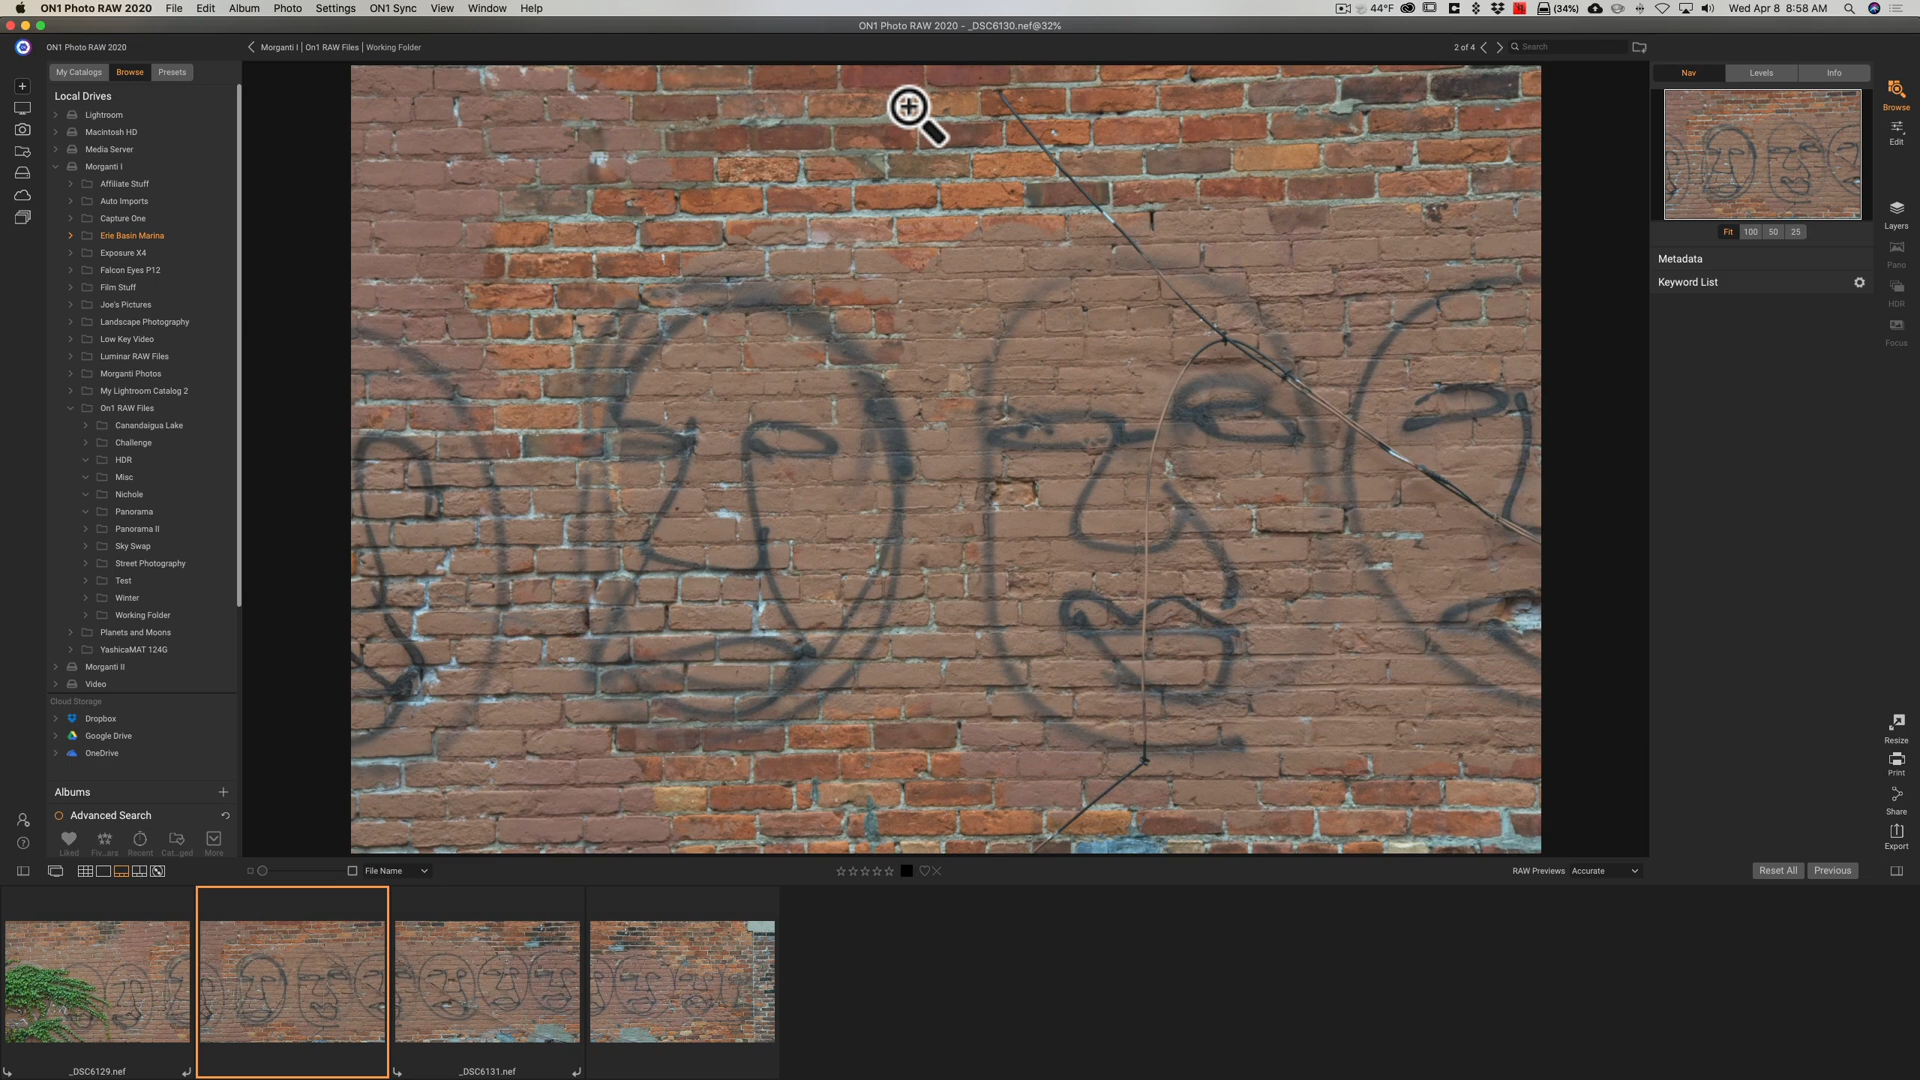 ON1 Photo RAW 2020 File Edit Album Photo Settings ON1 Sync View Window Help 44°F (34%) Wed Apr 8 8:58 AM
ON1 Photo RAW 2020 - _DSC6130.nef@32%
ON1 Photo RAW 2020 Morganti I | On1 RAW Files | Working Folder 2 of 4 Search
My Catalogs Browse Presets Nav Levels Info
Local Drives
Lightroom
Macintosh HD
Media Server
Morganti I
Affiliate Stuff
Auto Imports
Capture One
Erie Basin Marina
Exposure X4
Falcon Eyes P12
Film Stuff
Joe's Pictures
Landscape Photography
Low Key Video
Luminar RAW Files
Morganti Photos
My Lightroom Catalog 2
On1 RAW Files
Canandaigua Lake
Challenge
HDR
Misc
Nichole
Panorama
Panorama II
Sky Swap
Street Photography
Test
Winter
Working Folder
Planets and Moons
YashicaMAT 124G
Morganti II
Video
Cloud Storage
Dropbox
Google Drive
OneDrive
Albums
Advanced Search
Liked Fiv...ars Recent Cat...ged More
Fit 100 50 25
Metadata
Keyword List
Browse
Edit
Layers
Pano
HDR
Focus
Resize
Print
Share
Export
File Name RAW Previews Accurate Reset All Previous
_DSC6129.nef _DSC6131.nef